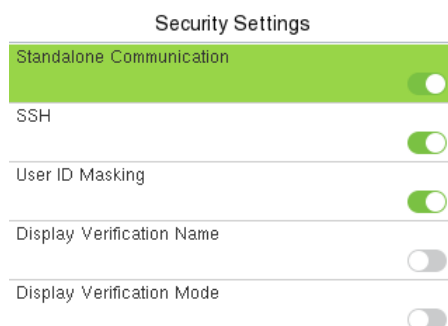 Security Settings
Standalone Communication
SSH
User ID Masking
Display Verification Name
Display Verification Mode